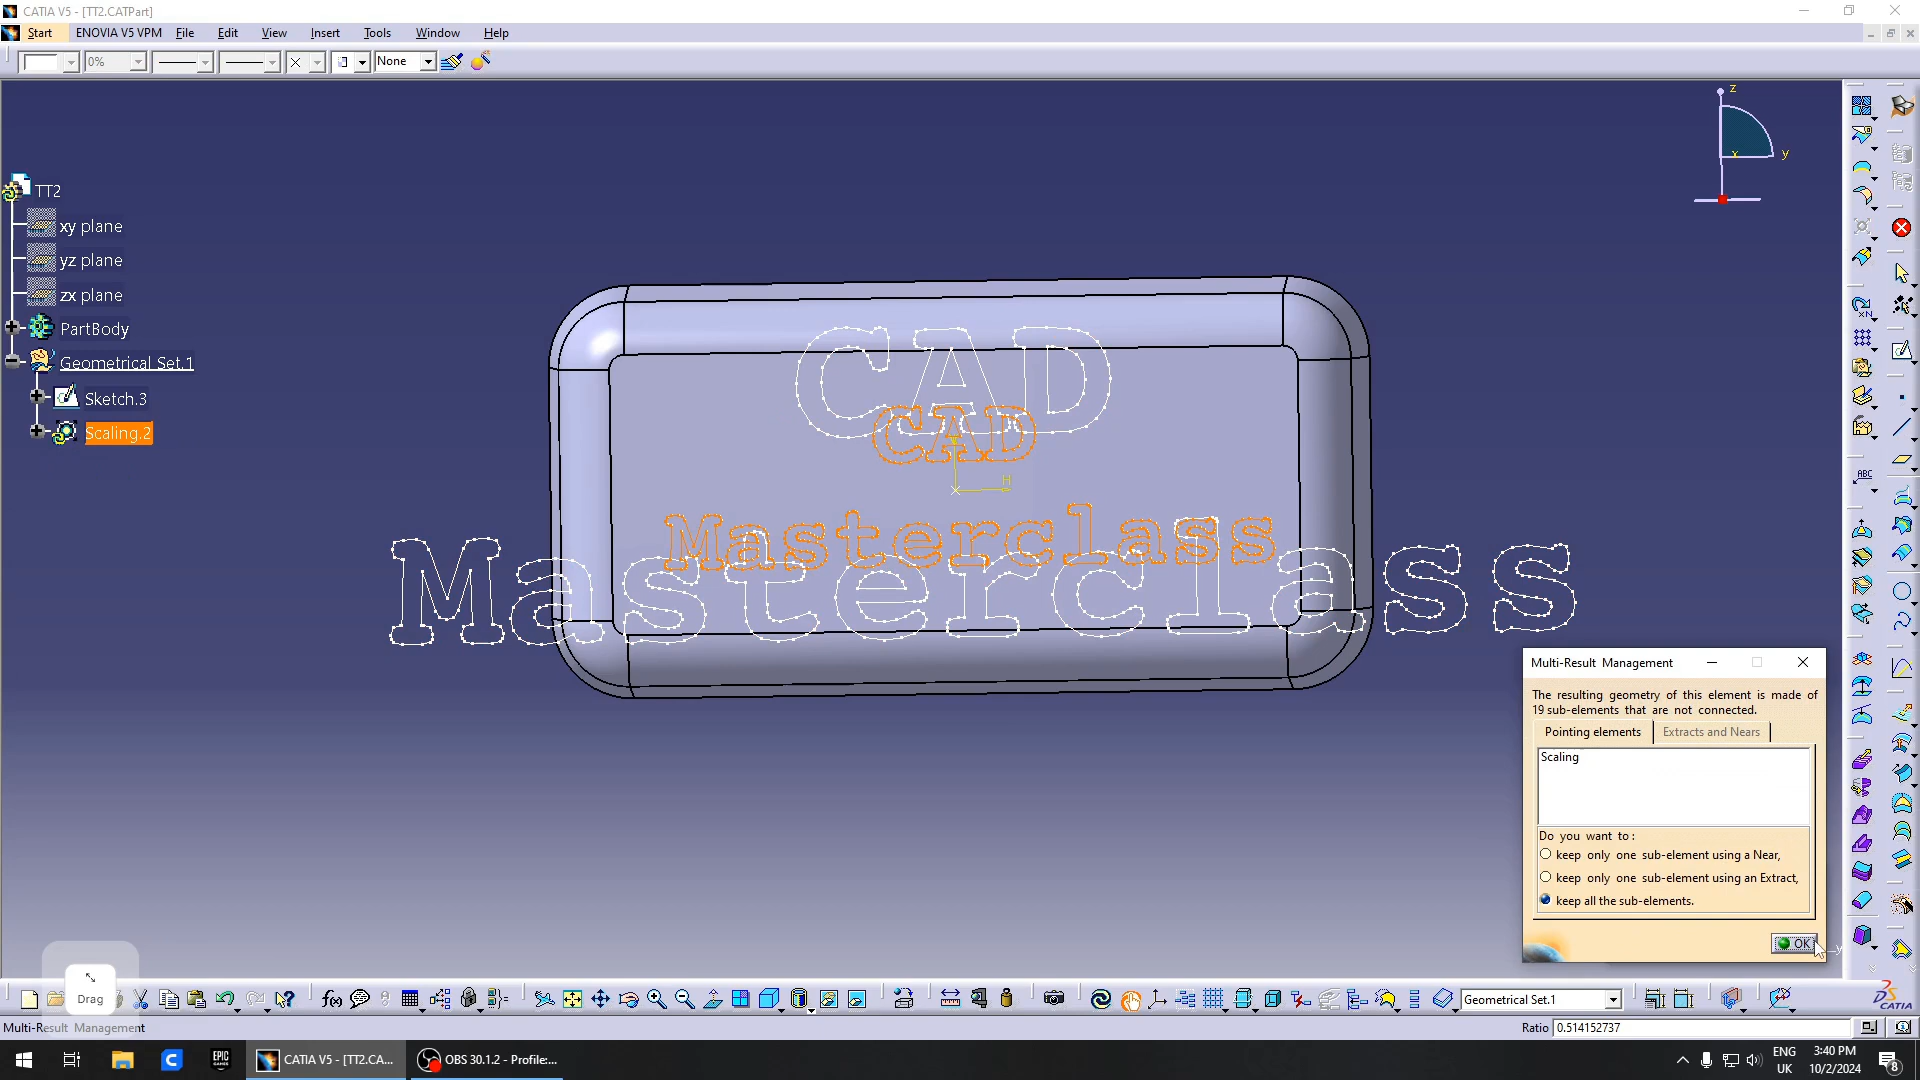 CATIA V5 - [TT2.CATPart]
Start ENOVIA V5 VPM File Edit View Insert Tools Window Help
0% None
z
x y
TT2
xy plane
yz plane
zx plane
PartBody
Geometrical Set.1
Sketch.3
Scaling.2
CAD
CAD
H
Masterclass
Masterclass
ABC
Multi-Result Management
The resulting geometry of this element is made of
19 sub-elements that are not connected.
Pointing elements Extracts and Nears
Scaling
Do you want to :
keep only one sub-element using a Near,
keep only one sub-element using an Extract,
keep all the sub-elements.
OK
y
Drag
f(x)
Geometrical Set.1
CATIA
Multi-Result Management
Ratio 0.514152737
EPIC GAMES
CATIA V5 - [TT2.CA...
OBS 30.1.2 - Profile:...
ENG
UK
3:40 PM
10/2/2024
8